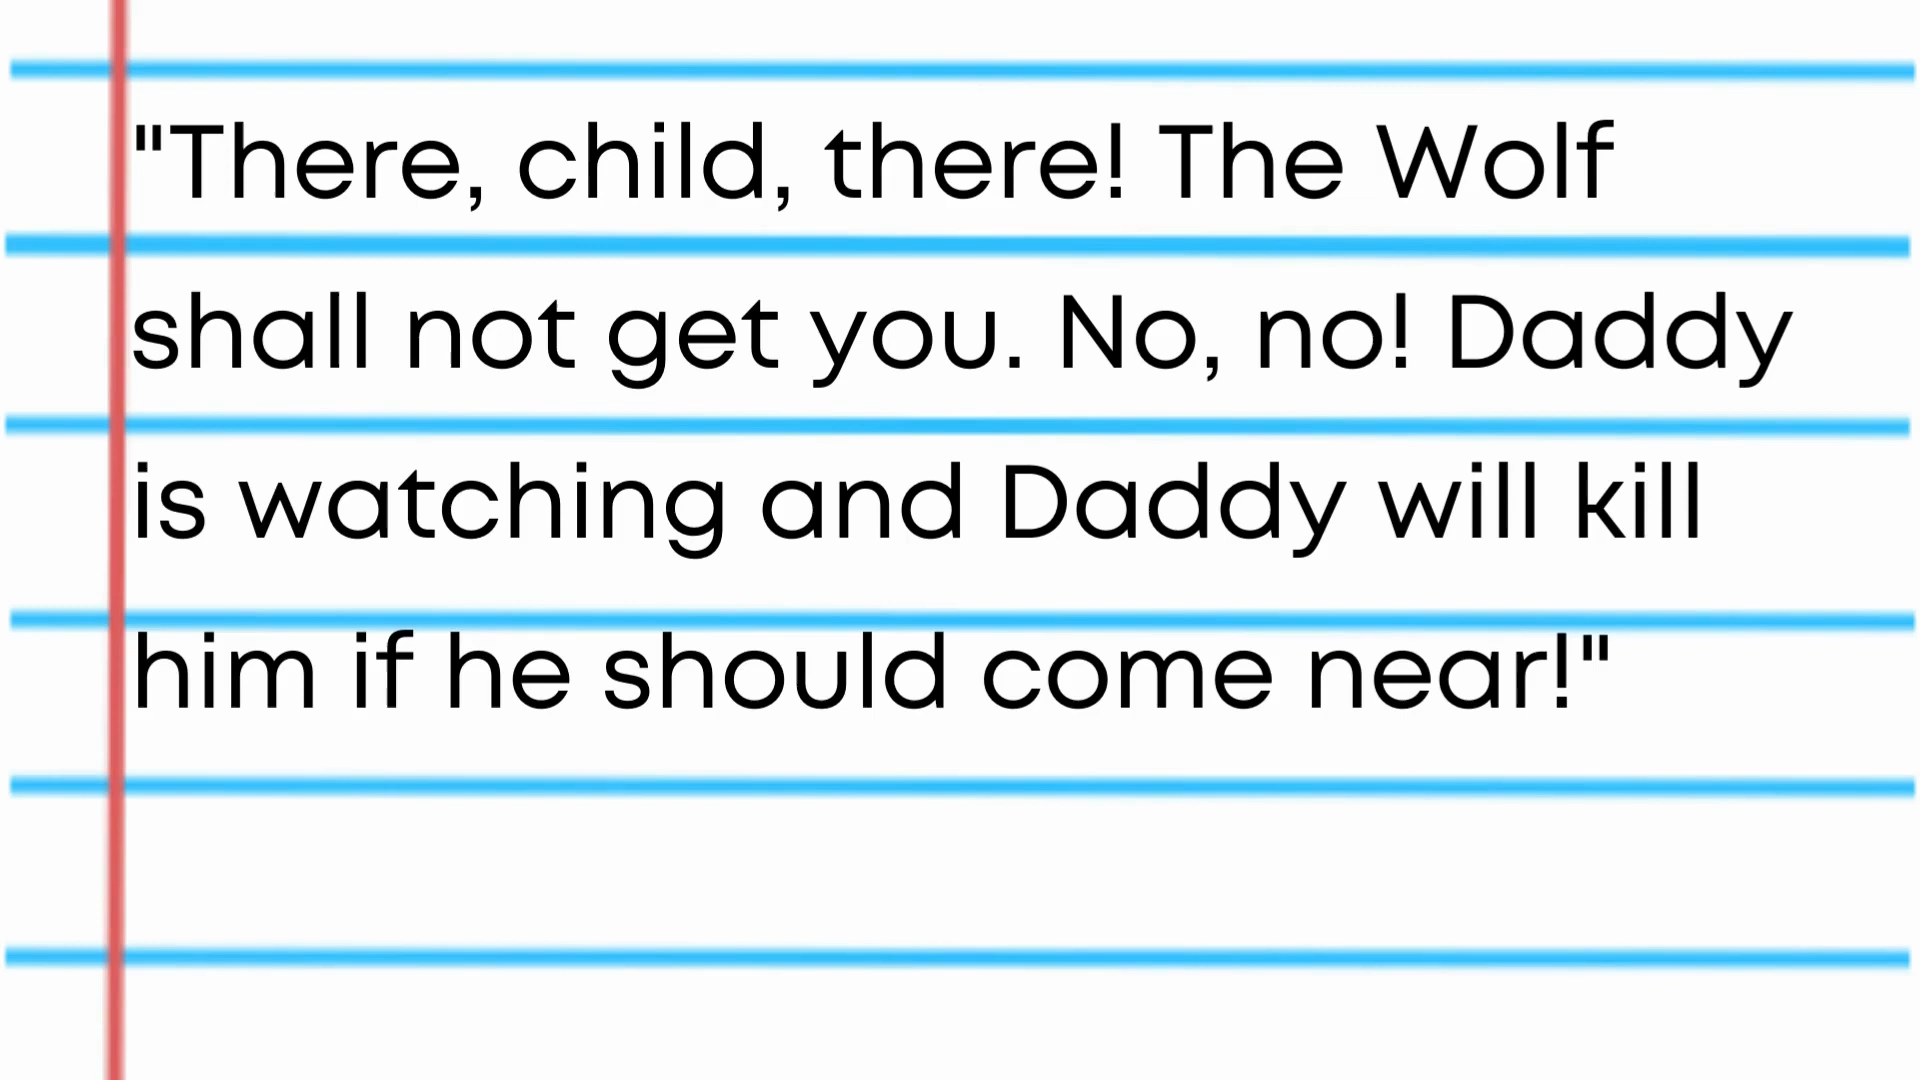 "There, child, there! The Wolf
shall not get you. No, no! Daddy
is watching and Daddy will kill
him if he should come near!"